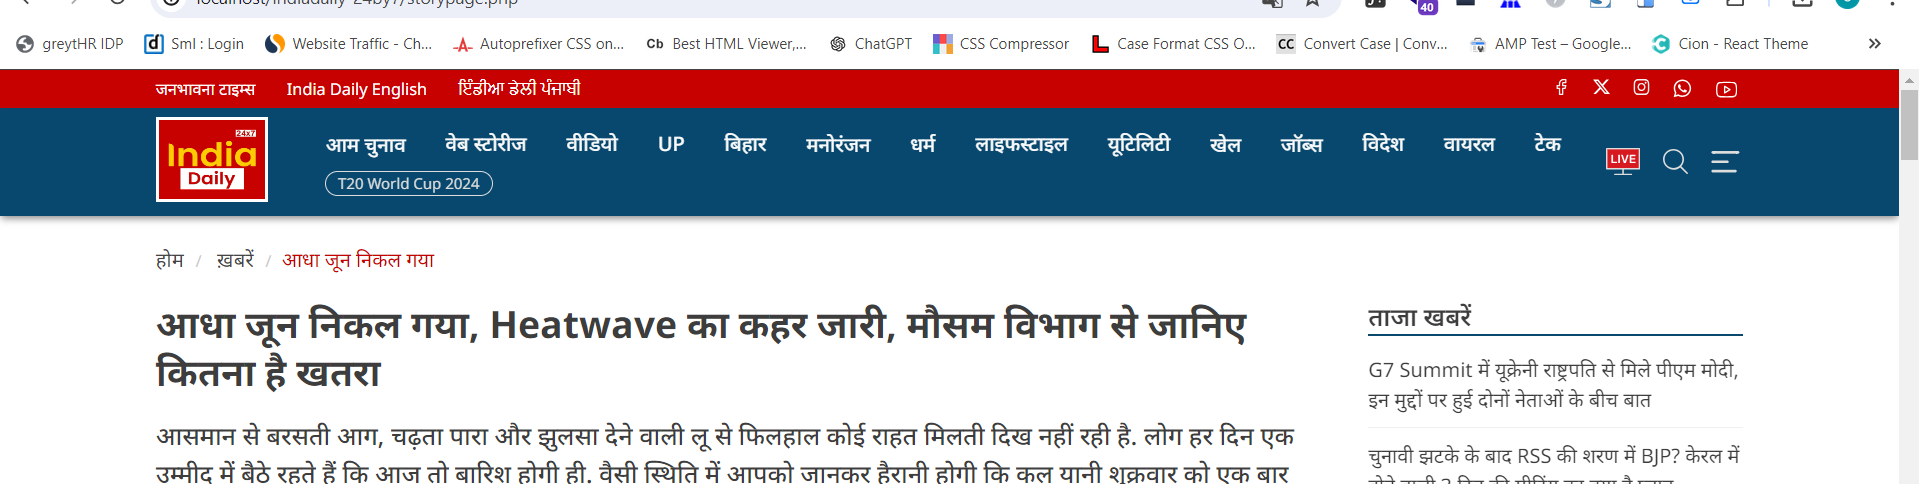 localhost/indiadaily-24by7/storypage.php
40
greytHR IDP
Sml : Login
Website Traffic - Ch...
Autoprefixer CSS on...
Cb Best HTML Viewer,...
ChatGPT
CSS Compressor
Case Format CSS O...
CC Convert Case | Conv...
AMP Test – Google...
Cion - React Theme
जनभावना टाइम्स India Daily English ਇੰਡੀਆ ਡੇਲੀ ਪੰਜਾਬੀ
24x7
India
Daily
आम चुनाव वेब स्टोरीज वीडियो UP बिहार मनोरंजन धर्म लाइफस्टाइल यूटिलिटी खेल जॉब्स विदेश वायरल टेक
T20 World Cup 2024
LIVE
होम / ख़बरें / आधा जून निकल गया
आधा जून निकल गया, Heatwave का कहर जारी, मौसम विभाग से जानिए
कितना है खतरा
आसमान से बरसती आग, चढ़ता पारा और झुलसा देने वाली लू से फिलहाल कोई राहत मिलती दिख नहीं रही है. लोग हर दिन एक
उम्मीद में बैठे रहते हैं कि आज तो बारिश होगी ही. वैसी स्थिति में आपको जानकर हैरानी होगी कि कल यानी शुक्रवार को एक बार
ताजा खबरें
G7 Summit में यूक्रेनी राष्ट्रपति से मिले पीएम मोदी,
इन मुद्दों पर हुई दोनों नेताओं के बीच बात
चुनावी झटके के बाद RSS की शरण में BJP? केरल में